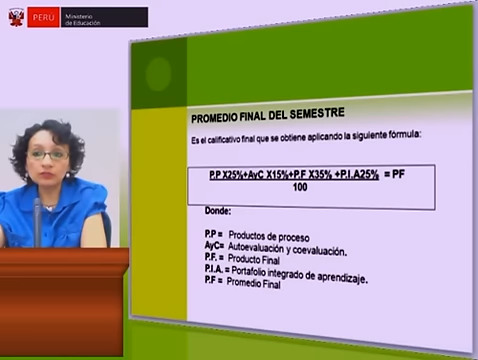 PERÚ
Ministerio
de Educación
PROMEDIO FINAL DEL SEMESTRE
Es el calificativo final que se obtiene aplicando la siguiente fórmula:
P.P X25%+AvC X15%+P.F X35% +P.I.A25% = PF
100
Donde:
P.P = Productos de proceso
AyC= Autoevaluación y coevaluación.
P.F. = Producto Final
P.I.A. = Portafolio integrado de aprendizaje.
P.F = Promedio Final